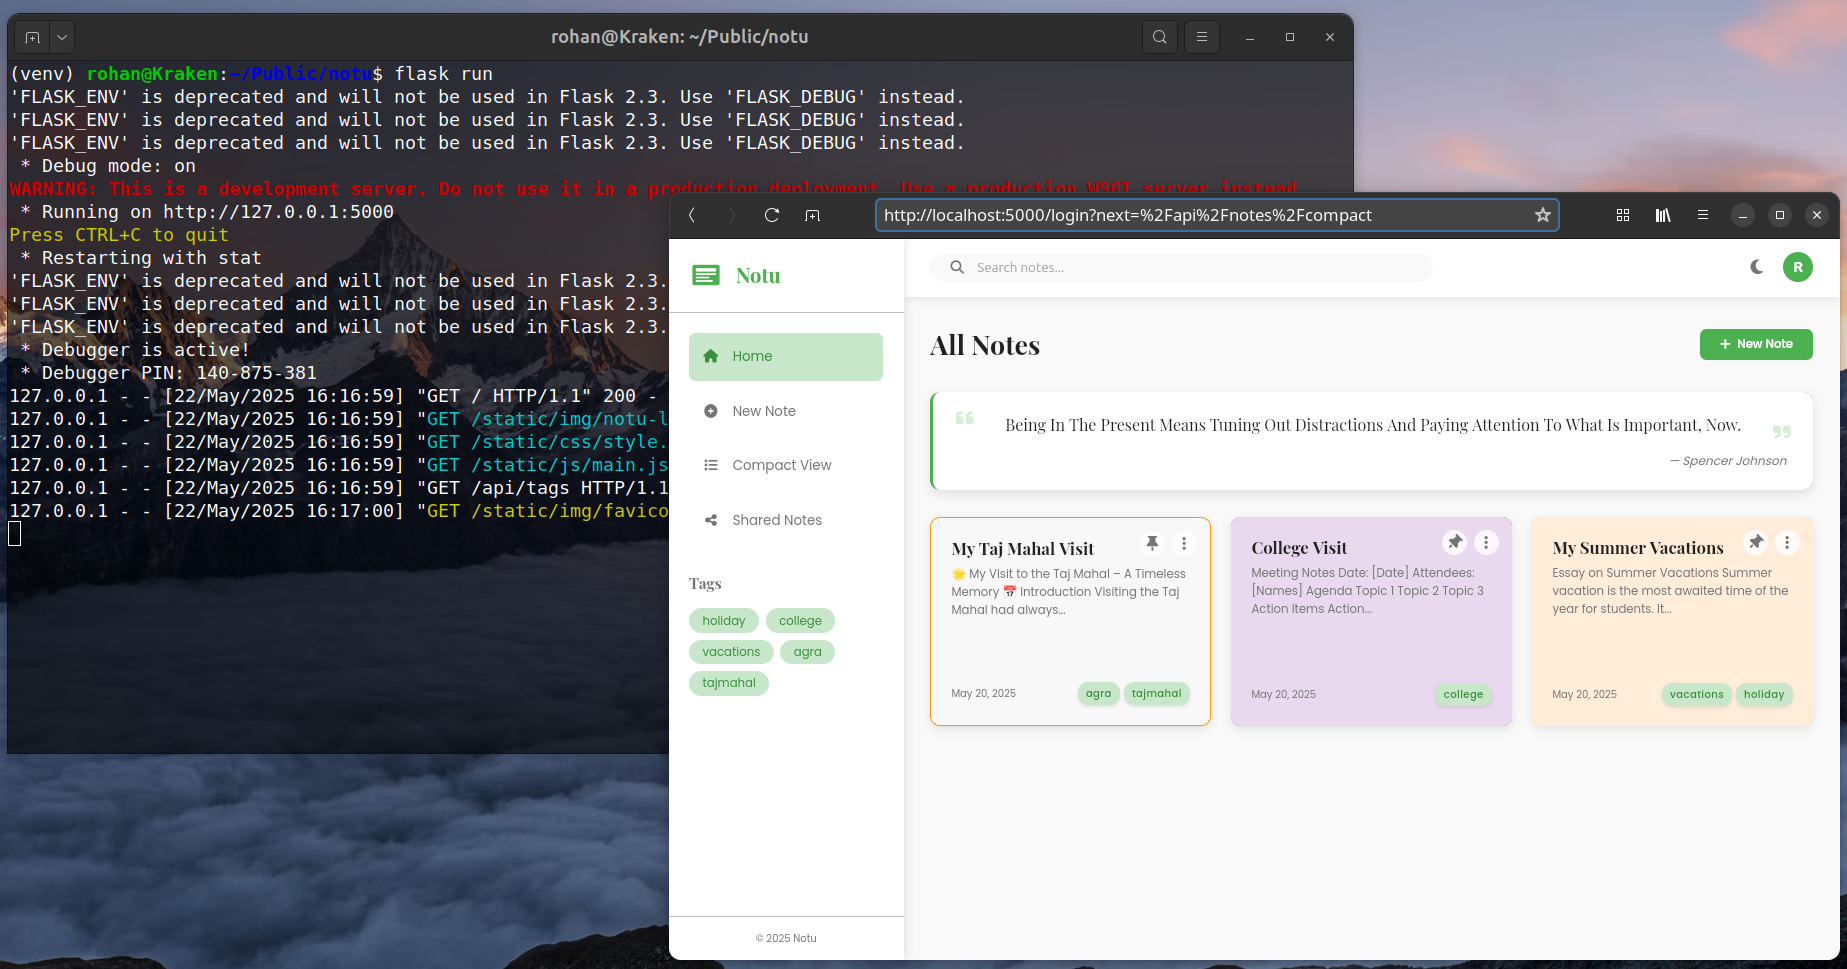 rohan@Kraken: ~/Public/notu
(venv) rohan@Kraken:~/Public/notu$ flask run
'FLASK_ENV' is deprecated and will not be used in Flask 2.3. Use 'FLASK_DEBUG' instead.
'FLASK_ENV' is deprecated and will not be used in Flask 2.3. Use 'FLASK_DEBUG' instead.
'FLASK_ENV' is deprecated and will not be used in Flask 2.3. Use 'FLASK_DEBUG' instead.
 * Debug mode: on
WARNING: This is a development server. Do not use it in a production deployment. Use a production WSGI server instead.
 * Running on http://127.0.0.1:5000
Press CTRL+C to quit
 * Restarting with stat
'FLASK_ENV' is deprecated and will not be used in Flask 2.3.
'FLASK_ENV' is deprecated and will not be used in Flask 2.3.
'FLASK_ENV' is deprecated and will not be used in Flask 2.3.
 * Debugger is active!
 * Debugger PIN: 140-875-381
127.0.0.1 - - [22/May/2025 16:16:59] "GET / HTTP/1.1" 200 -
127.0.0.1 - - [22/May/2025 16:16:59] "GET /static/img/notu-l
127.0.0.1 - - [22/May/2025 16:16:59] "GET /static/css/style.
127.0.0.1 - - [22/May/2025 16:16:59] "GET /static/js/main.js
127.0.0.1 - - [22/May/2025 16:16:59] "GET /api/tags HTTP/1.1
127.0.0.1 - - [22/May/2025 16:17:00] "GET /static/img/favico
http://localhost:5000/login?next=%2Fapi%2Fnotes%2Fcompact
Notu
Home
New Note
Compact View
Shared Notes
Tags
holiday college
vacations agra
tajmahal
© 2025 Notu
Search notes...
R
All Notes
+ New Note
Being In The Present Means Tuning Out Distractions And Paying Attention To What Is Important, Now.
— Spencer Johnson
My Taj Mahal Visit
🌟 My Visit to the Taj Mahal – A Timeless
Memory 📅 Introduction Visiting the Taj
Mahal had always...
May 20, 2025 agra tajmahal
College Visit
Meeting Notes Date: [Date] Attendees:
[Names] Agenda Topic 1 Topic 2 Topic 3
Action Items Action...
May 20, 2025 college
My Summer Vacations
Essay on Summer Vacations Summer
vacation is the most awaited time of the
year for students. It...
May 20, 2025 vacations holiday